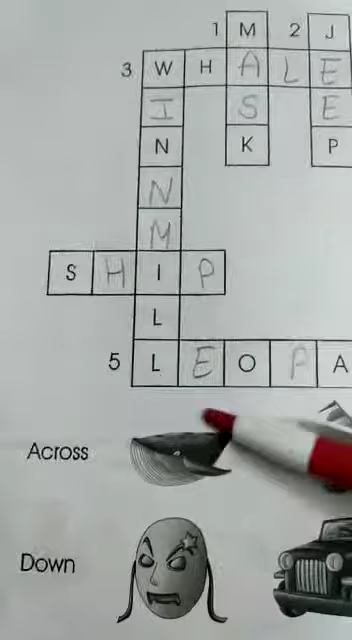 1 M 2 J
3 W H A L E
I S E
N K P
N
M
S H I P
L
5 L E O P A
Across
Down